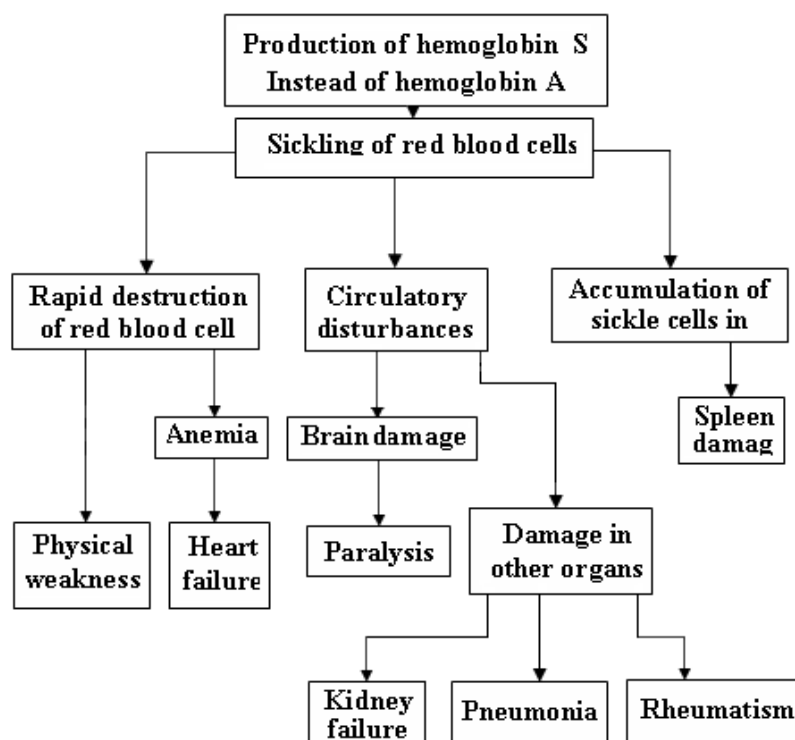 Production of hemoglobin S
Instead of hemoglobin A
Sickling of red blood cells
Rapid destruction
of red blood cell
Circulatory
disturbances
Accumulation of
sickle cells in
Anemia
Brain damage
Spleen
damag
Physical
weakness
Heart
failure
Paralysis
Damage in
other organs
Kidney
failure
Pneumonia
Rheumatism